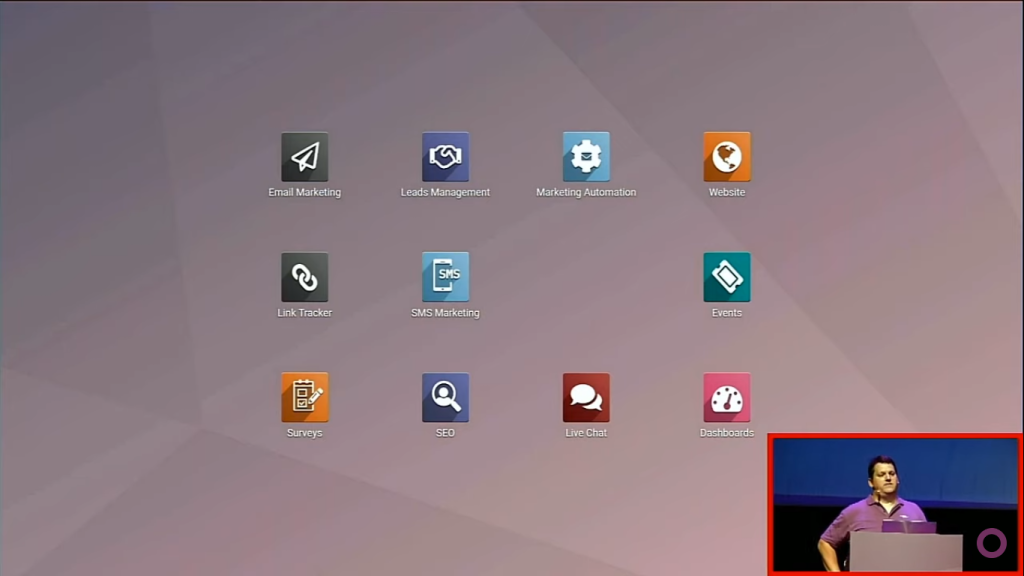 Email Marketing
Leads Management
Marketing Automation
Website
Link Tracker
SMS
SMS Marketing
Events
Surveys
SEO
Live Chat
Dashboards